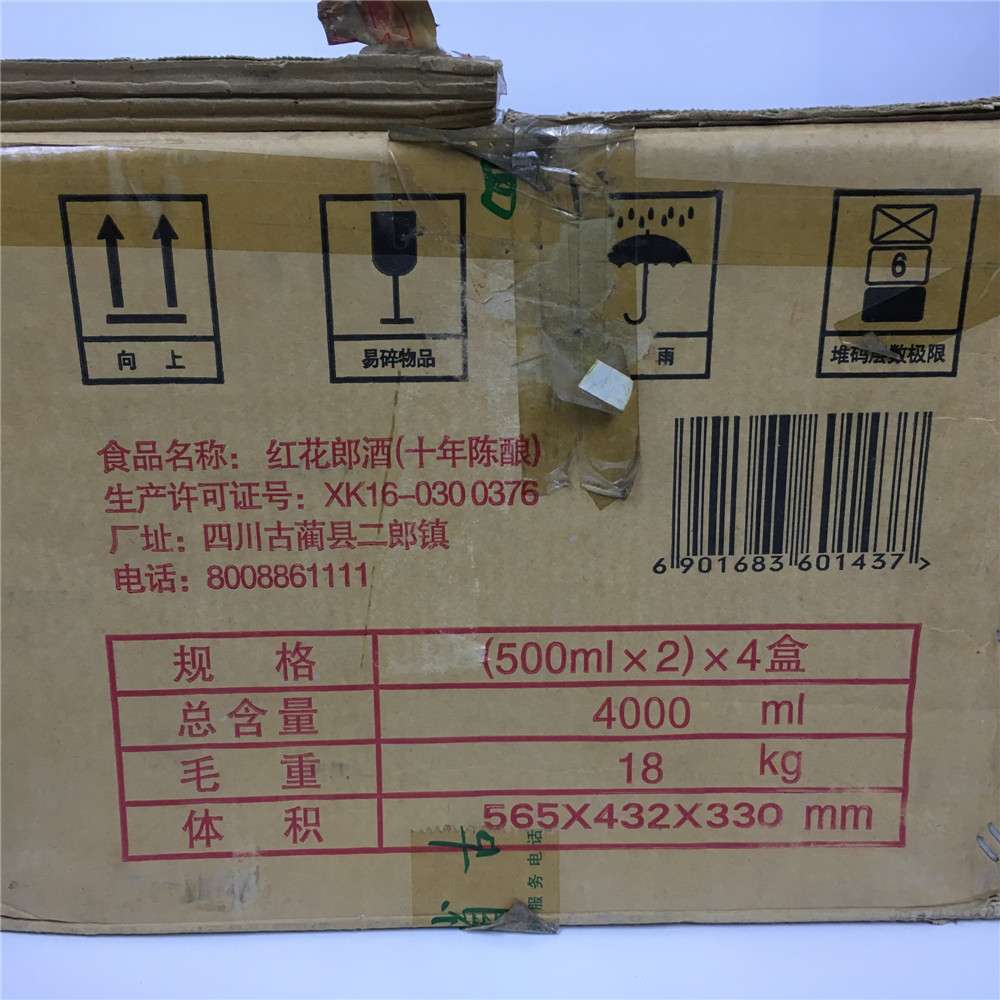 向 上
易碎物品
雨
6
堆码层数极限
食品名称: 红花郎酒(十年陈酿)
生产许可证号: XK16-030 0376
厂址: 四川古蔺县二郎镇
电话: 8008861111
6 901683 601437 >
规 格 (500ml×2)×4盒
总含量 4000 ml
毛 重 18 kg
体 积 565X432X330 mm
服务电话